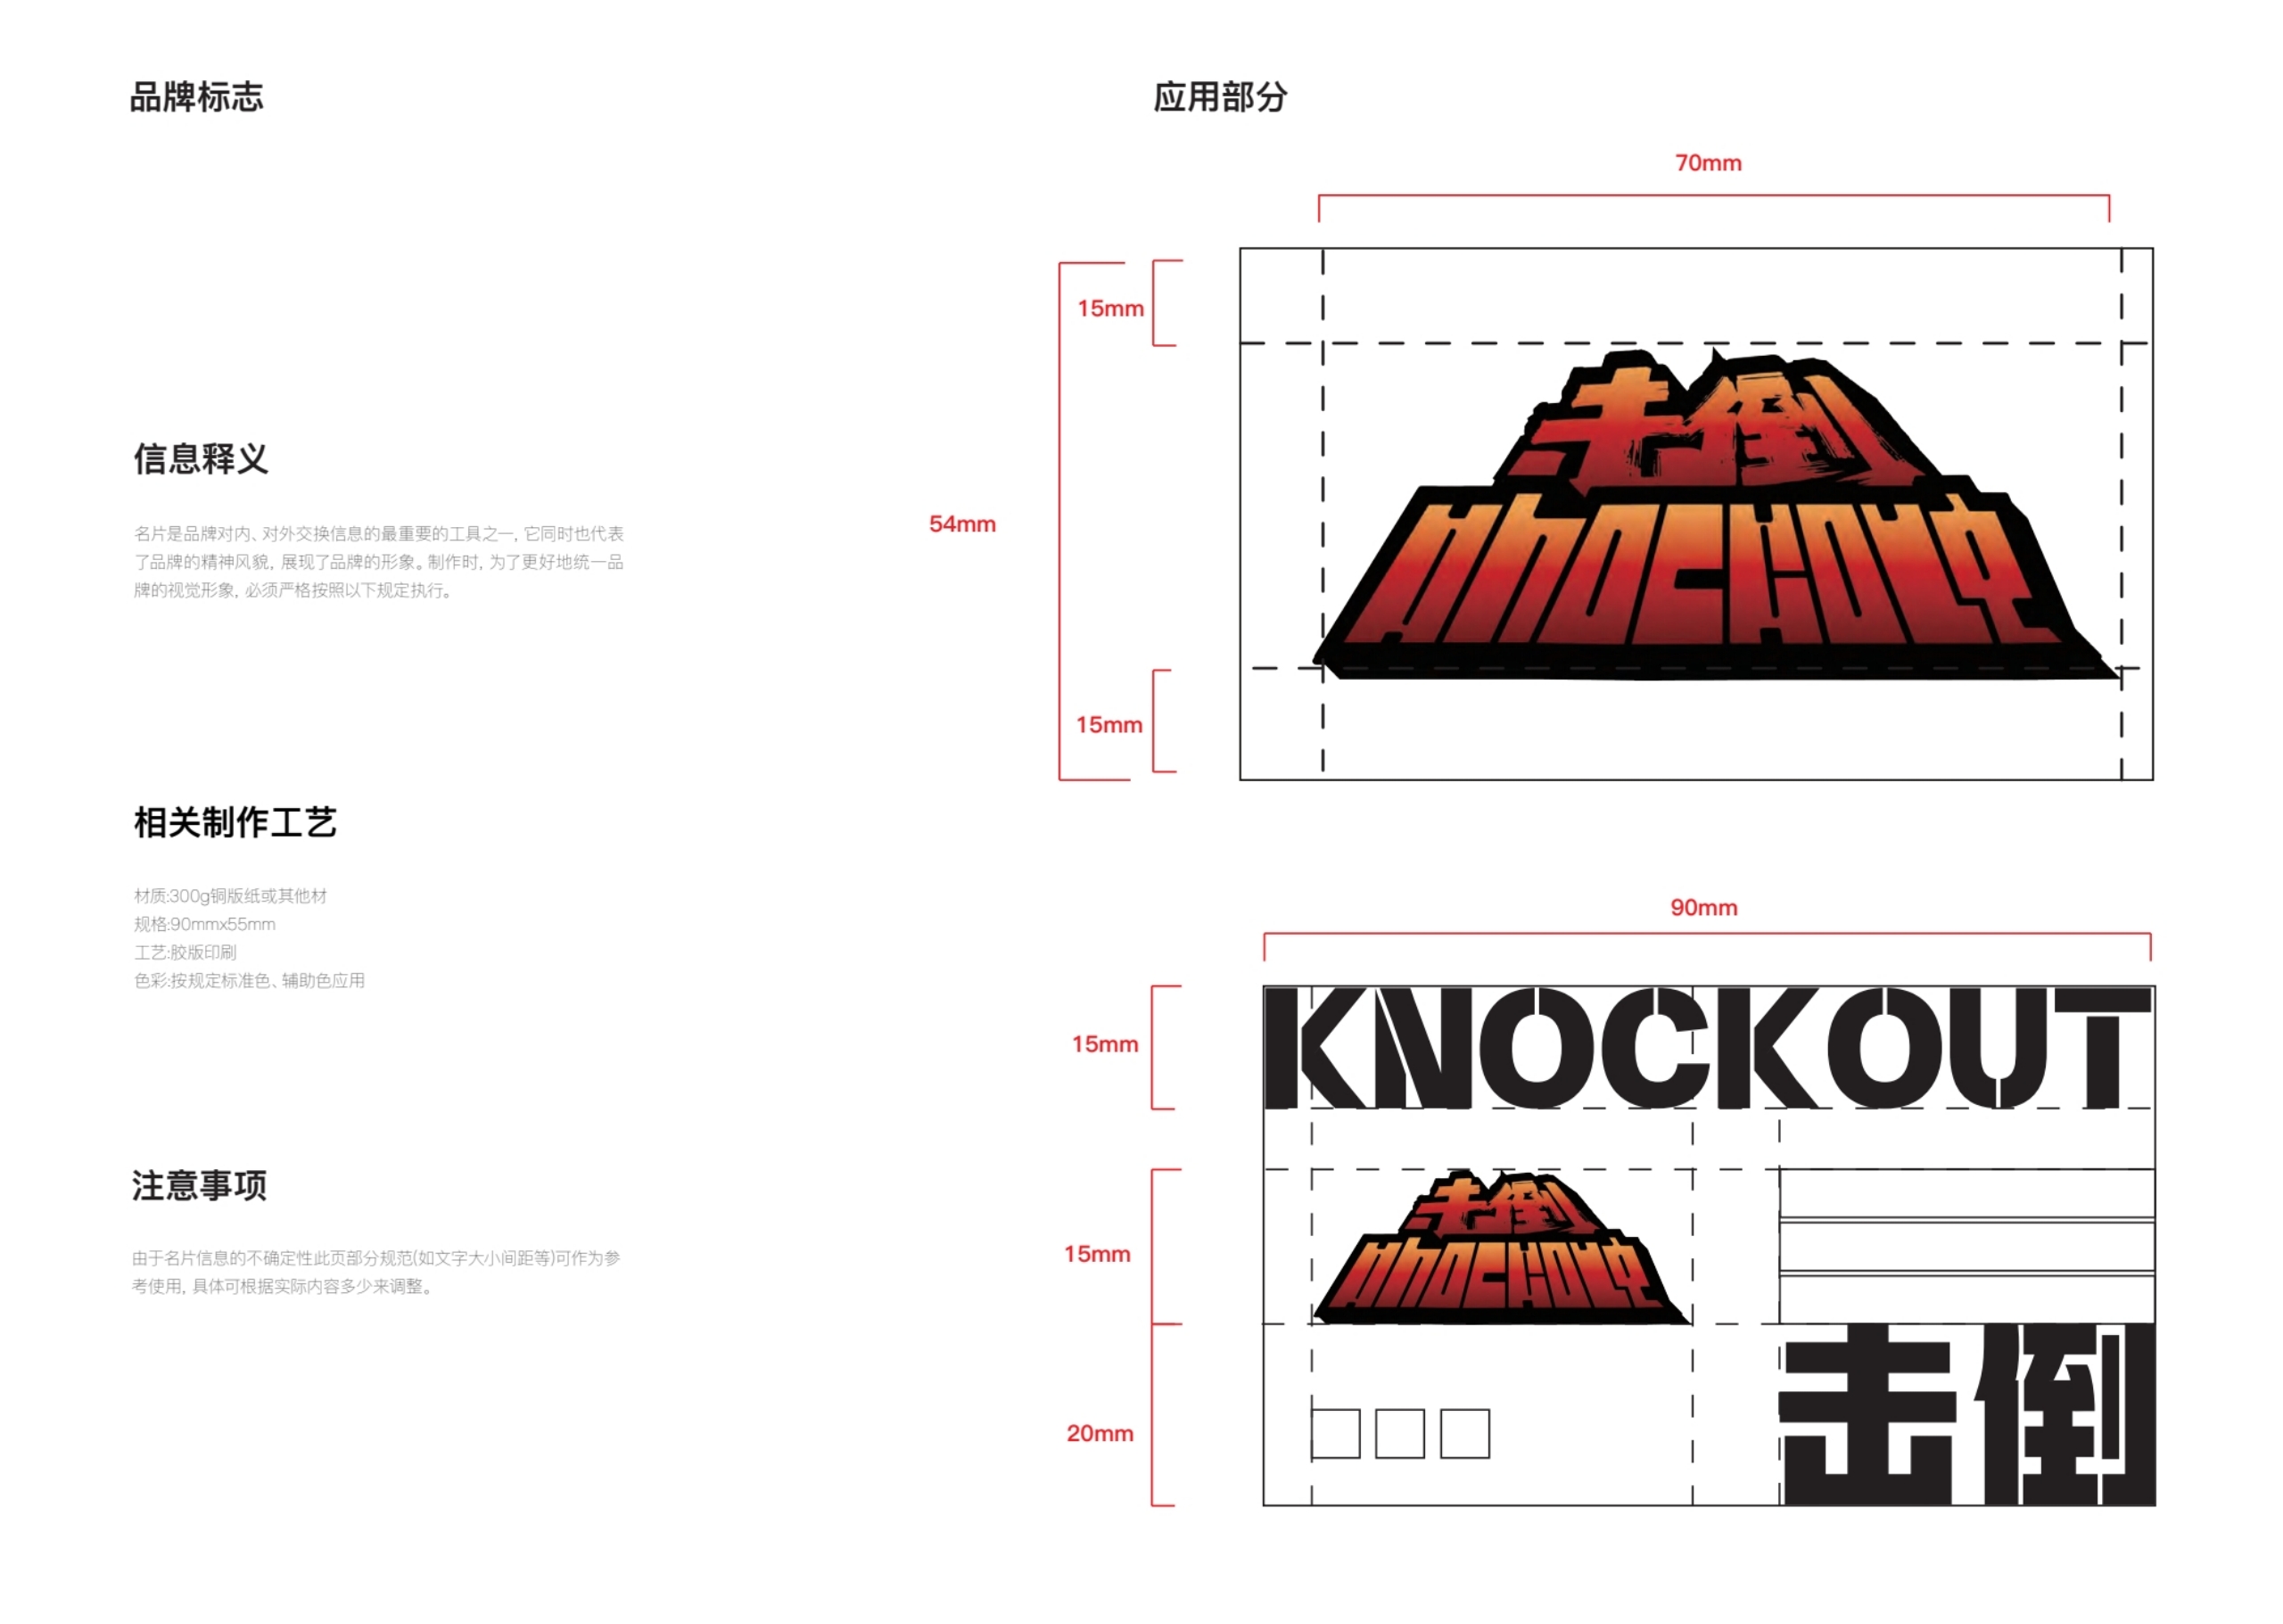 品牌标志
应用部分
信息释义
名片是品牌对内、对外交换信息的最重要的工具之一, 它同时也代表
了品牌的精神风貌, 展现了品牌的形象。制作时, 为了更好地统一品
牌的视觉形象, 必须严格按照以下规定执行。
相关制作工艺
材质:300g铜版纸或其他材
规格:90mmx55mm
工艺:胶版印刷
色彩:按规定标准色、辅助色应用
注意事项
由于名片信息的不确定性此页部分规范(如文字大小间距等)可作为参
考使用, 具体可根据实际内容多少来调整。
70mm
15mm
54mm
15mm
击倒
KNOCKOUT
90mm
15mm
KNOCKOUT
15mm
击倒
KNOCKOUT
20mm
击倒